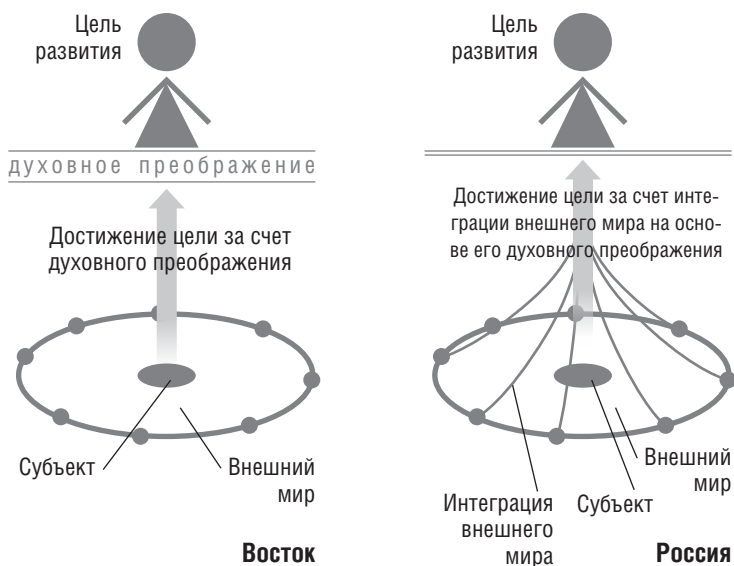 Цель
развития
духовное преображение
Достижение цели за счет
духовного преображения
Субъект
Внешний
мир
Восток
Цель
развития
Достижение цели за счет инте-
грации внешнего мира на осно-
ве его духовного преображения
Внешний
мир
Интеграция
внешнего
мира
Субъект
Россия